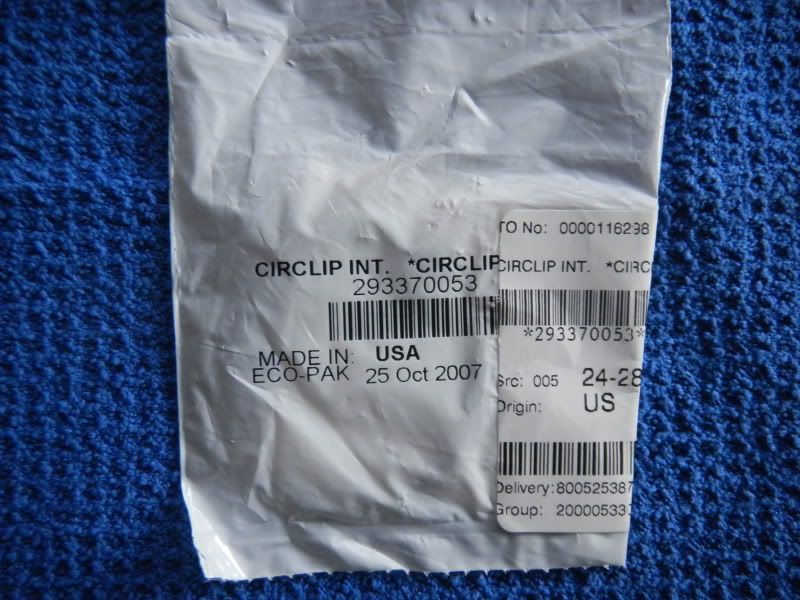 CIRCLIP INT. *CIRCLIP
293370053
MADE IN: USA
ECO-PAK 25 Oct 2007
TO No: 0000116298
CIRCLIP INT. *CIRC
*293370053*
Src: 005 24-28
Origin: US
Delivery:800525387
Group: 20000533